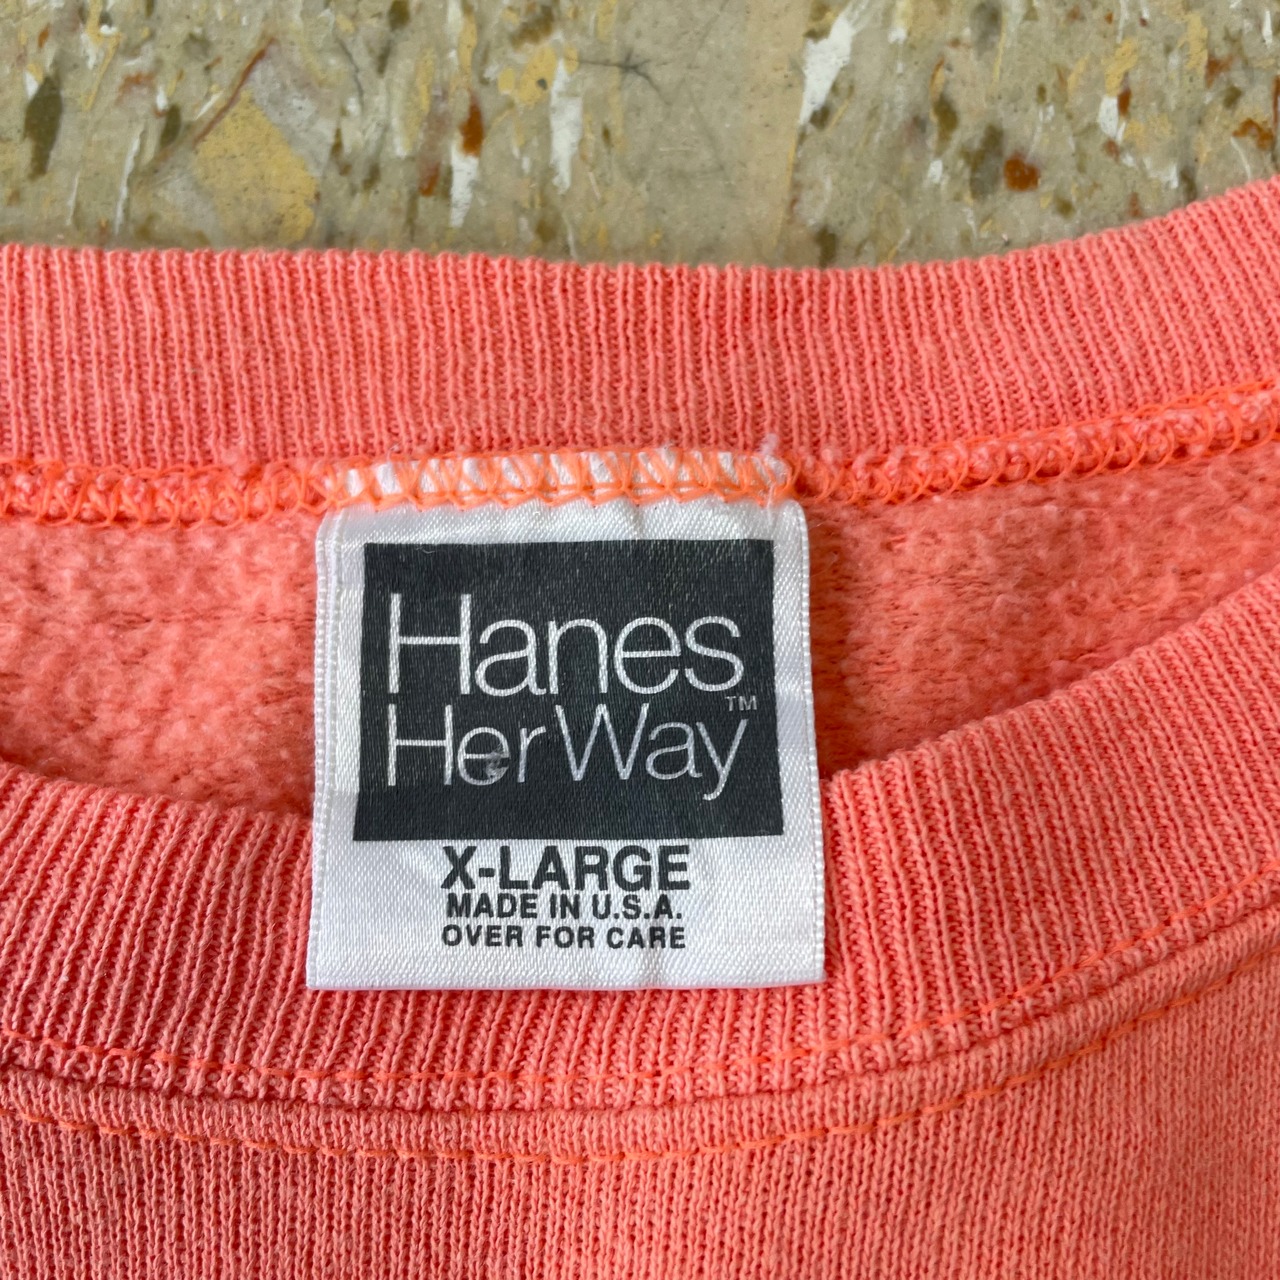 Hanes
Her Way™
X-LARGE
MADE IN U.S.A.
OVER FOR CARE